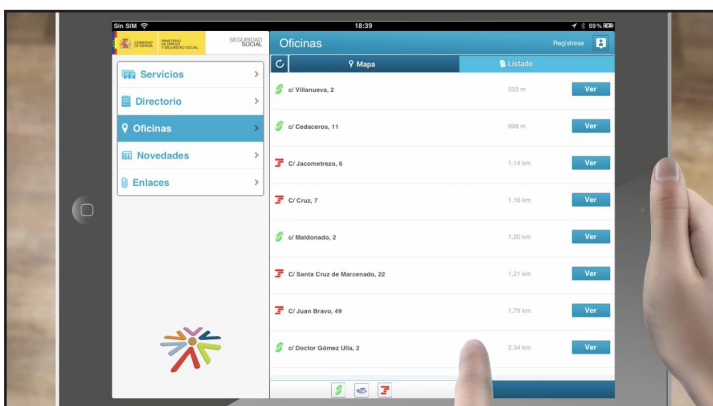 Sin SIM
18:39
59%
GOBIERNO DE ESPAÑA
MINISTERIO DE EMPLEO Y SEGURIDAD SOCIAL
SEGURIDAD SOCIAL
Oficinas
Regístrese
Servicios
Directorio
Oficinas
Novedades
Enlaces
Mapa
Listado
c/ Villanueva, 2
533 m
Ver
c/ Cedaceros, 11
998 m
Ver
C/ Jacometrezo, 6
1,14 km
Ver
C/ Cruz, 7
1,16 km
Ver
c/ Maldonado, 2
1,20 km
Ver
C/ Santa Cruz de Marcenado, 22
1,21 km
Ver
C/ Juan Bravo, 49
1,79 km
Ver
c/ Doctor Gómez Ulla, 2
2,34 km
Ver